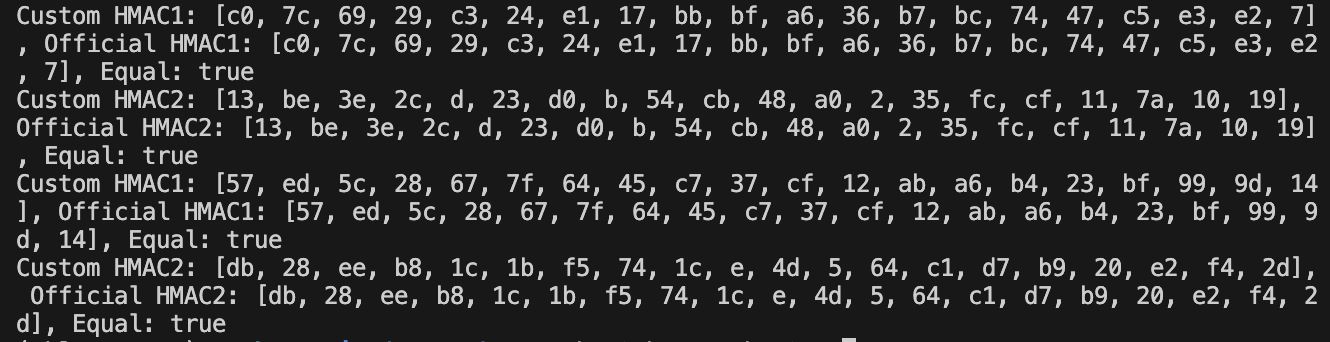 Custom HMAC1: [c0, 7c, 69, 29, c3, 24, e1, 17, bb, bf, a6, 36, b7, bc, 74, 47, c5, e3, e2, 7]
, Official HMAC1: [c0, 7c, 69, 29, c3, 24, e1, 17, bb, bf, a6, 36, b7, bc, 74, 47, c5, e3, e2
, 7], Equal: true
Custom HMAC2: [13, be, 3e, 2c, d, 23, d0, b, 54, cb, 48, a0, 2, 35, fc, cf, 11, 7a, 10, 19],
Official HMAC2: [13, be, 3e, 2c, d, 23, d0, b, 54, cb, 48, a0, 2, 35, fc, cf, 11, 7a, 10, 19]
, Equal: true
Custom HMAC1: [57, ed, 5c, 28, 67, 7f, 64, 45, c7, 37, cf, 12, ab, a6, b4, 23, bf, 99, 9d, 14
], Official HMAC1: [57, ed, 5c, 28, 67, 7f, 64, 45, c7, 37, cf, 12, ab, a6, b4, 23, bf, 99, 9
d, 14], Equal: true
Custom HMAC2: [db, 28, ee, b8, 1c, 1b, f5, 74, 1c, e, 4d, 5, 64, c1, d7, b9, 20, e2, f4, 2d],
 Official HMAC2: [db, 28, ee, b8, 1c, 1b, f5, 74, 1c, e, 4d, 5, 64, c1, d7, b9, 20, e2, f4, 2
d], Equal: true